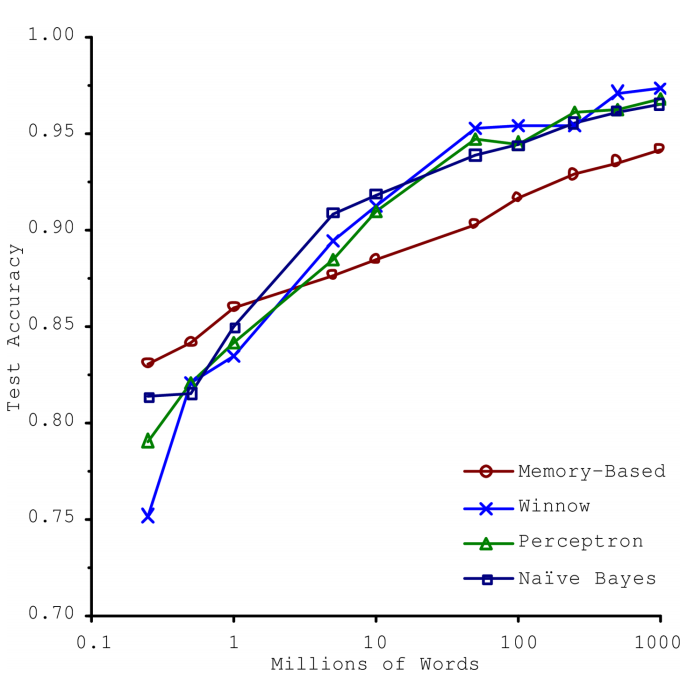 1.00
0.95
0.90
0.85
0.80
0.75
0.70
Test Accuracy
Memory-Based
Winnow
Perceptron
Naïve Bayes
0.1 1 10 100 1000
Millions of Words